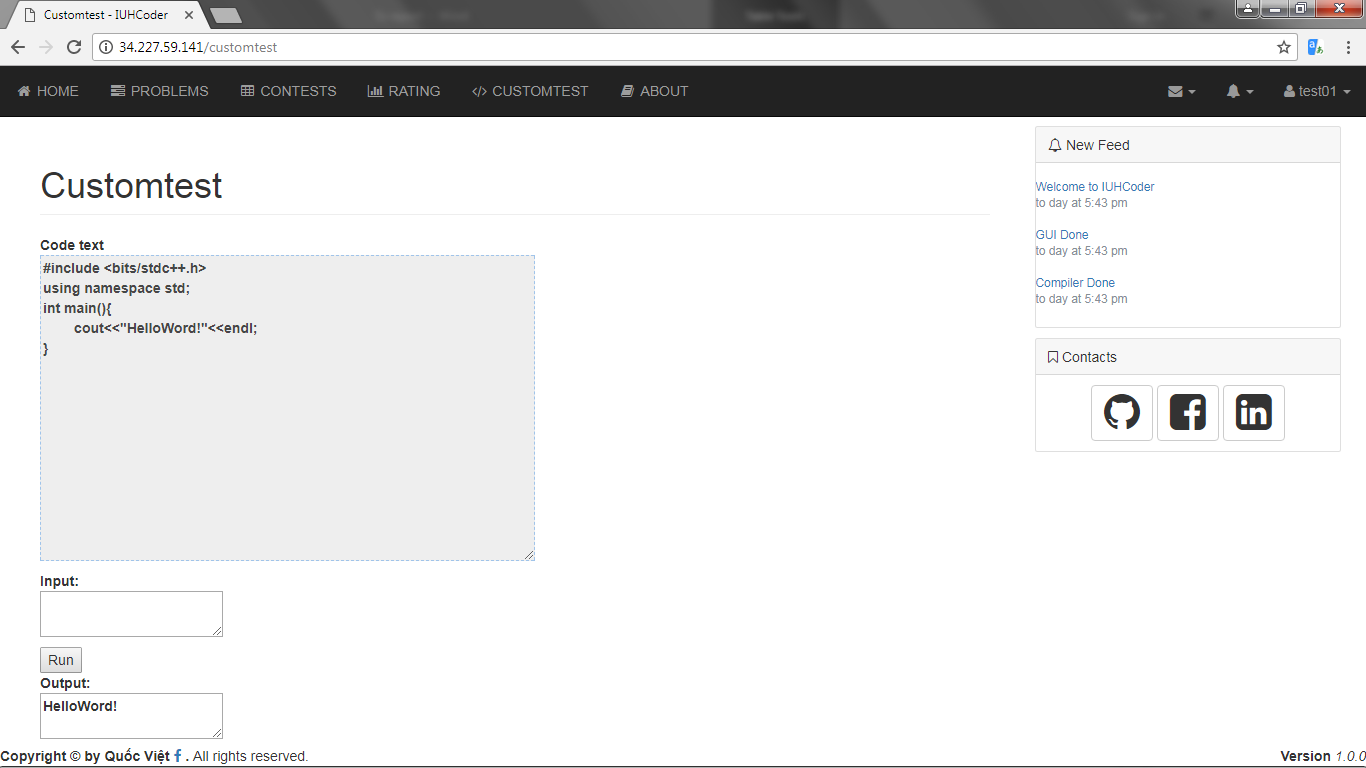 Customtest - IUHCoder
34.227.59.141/customtest
HOME PROBLEMS CONTESTS RATING CUSTOMTEST ABOUT test01
Customtest
Code text
#include <bits/stdc++.h>
using namespace std;
int main(){
cout<<"HelloWord!"<<endl;
}
Input:
Run
Output:
HelloWord!
New Feed
Welcome to IUHCoder
to day at 5:43 pm
GUI Done
to day at 5:43 pm
Compiler Done
to day at 5:43 pm
Contacts
Copyright © by Quốc Việt f . All rights reserved.
Version 1.0.0